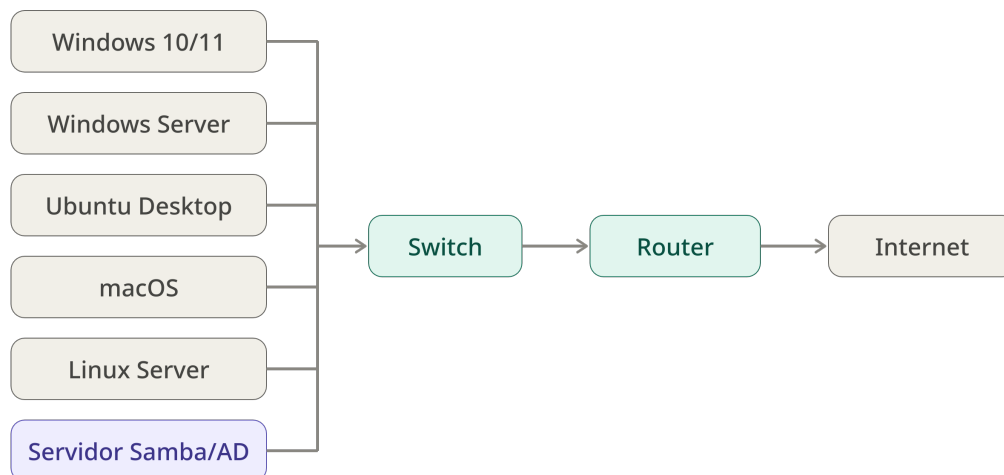 Windows 10/11
Windows Server
Ubuntu Desktop
macOS
Linux Server
Servidor Samba/AD
Switch
Router
Internet